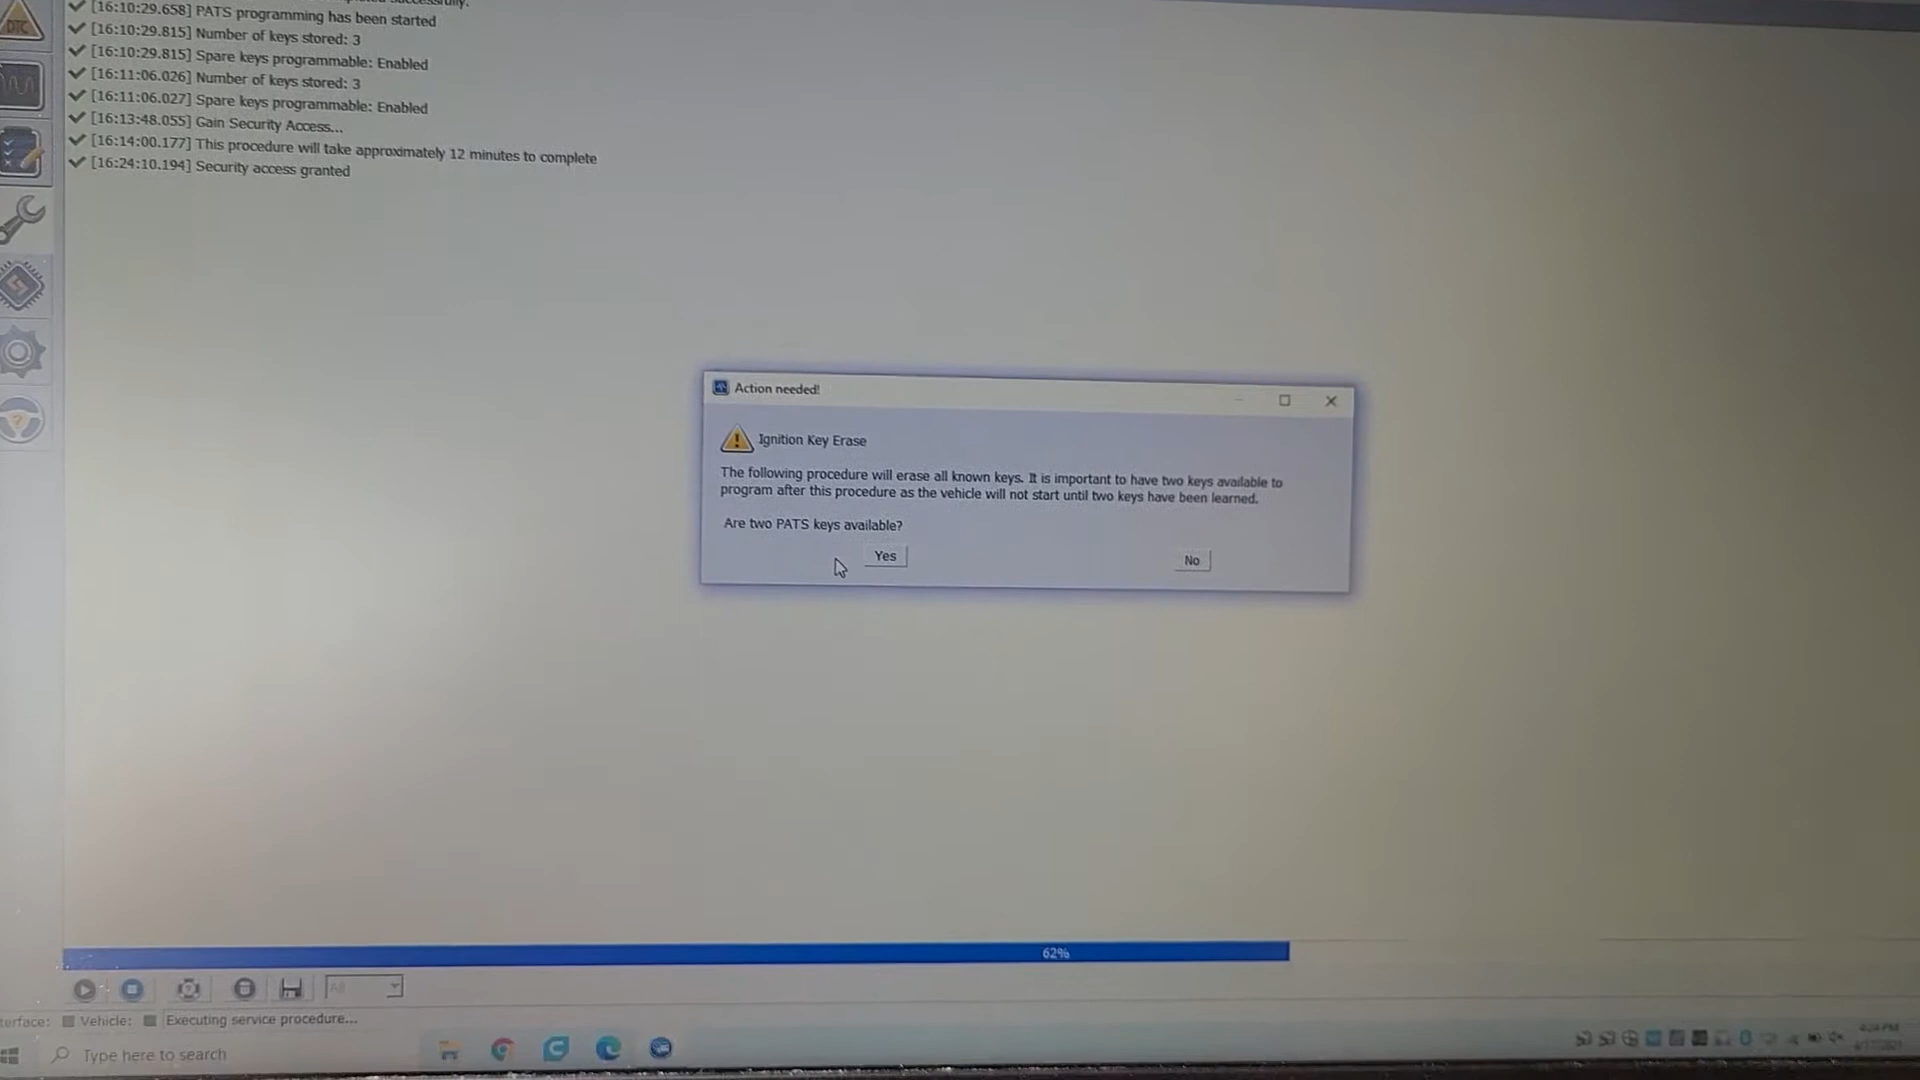 [16:10:29.658] PATS programming has been started
[16:10:29.815] Number of keys stored: 3
[16:10:29.815] Spare keys programmable: Enabled
[16:11:06.026] Number of keys stored: 3
[16:11:06.027] Spare keys programmable: Enabled
[16:13:48.055] Gain Security Access...
[16:14:00.177] This procedure will take approximately 12 minutes to complete
[16:24:10.194] Security access granted
DTC
Action needed!
Ignition Key Erase
The following procedure will erase all known keys. It is important to have two keys available to
program after this procedure as the vehicle will not start until two keys have been learned.
Are two PATS keys available?
Yes
No
62%
All
terface: Vehicle: Executing service procedure...
Type here to search
4:24 PM